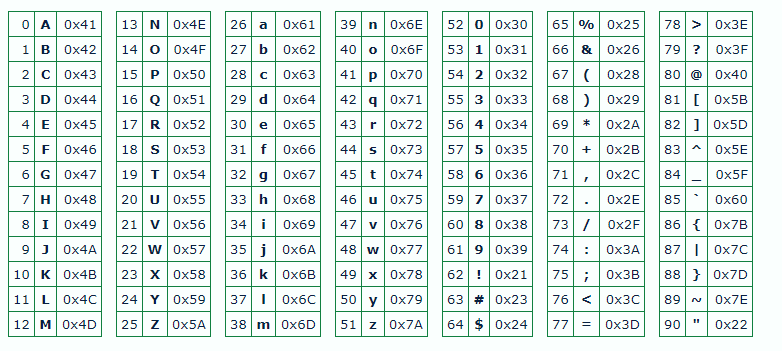 0 A 0x41 13 N 0x4E 26 a 0x61 39 n 0x6E 52 0 0x30 65 % 0x25 78 > 0x3E
1 B 0x42 14 O 0x4F 27 b 0x62 40 o 0x6F 53 1 0x31 66 & 0x26 79 ? 0x3F
2 C 0x43 15 P 0x50 28 c 0x63 41 p 0x70 54 2 0x32 67 ( 0x28 80 @ 0x40
3 D 0x44 16 Q 0x51 29 d 0x64 42 q 0x71 55 3 0x33 68 ) 0x29 81 [ 0x5B
4 E 0x45 17 R 0x52 30 e 0x65 43 r 0x72 56 4 0x34 69 * 0x2A 82 ] 0x5D
5 F 0x46 18 S 0x53 31 f 0x66 44 s 0x73 57 5 0x35 70 + 0x2B 83 ^ 0x5E
6 G 0x47 19 T 0x54 32 g 0x67 45 t 0x74 58 6 0x36 71 , 0x2C 84 _ 0x5F
7 H 0x48 20 U 0x55 33 h 0x68 46 u 0x75 59 7 0x37 72 . 0x2E 85 ` 0x60
8 I 0x49 21 V 0x56 34 i 0x69 47 v 0x76 60 8 0x38 73 / 0x2F 86 { 0x7B
9 J 0x4A 22 W 0x57 35 j 0x6A 48 w 0x77 61 9 0x39 74 : 0x3A 87 | 0x7C
10 K 0x4B 23 X 0x58 36 k 0x6B 49 x 0x78 62 ! 0x21 75 ; 0x3B 88 } 0x7D
11 L 0x4C 24 Y 0x59 37 l 0x6C 50 y 0x79 63 # 0x23 76 < 0x3C 89 ~ 0x7E
12 M 0x4D 25 Z 0x5A 38 m 0x6D 51 z 0x7A 64 $ 0x24 77 = 0x3D 90 " 0x22